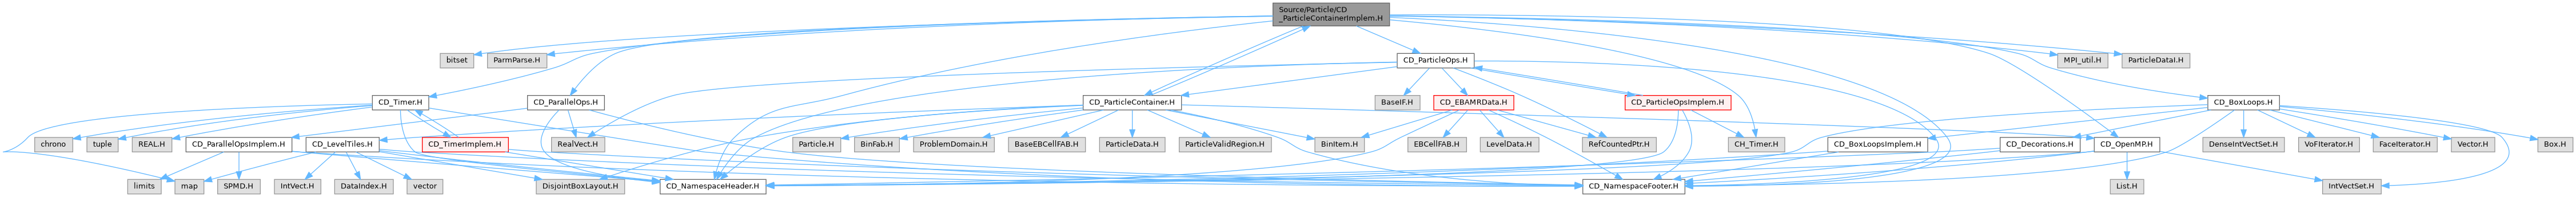 Source/Particle/CD
_ParticleContainerImplem.H
bitset
ParmParse.H
CD_ParticleOps.H
MPI_util.H
ParticleDataI.H
CD_Timer.H
CD_ParallelOps.H
CD_ParticleContainer.H
BaseIF.H
CD_EBAMRData.H
CD_ParticleOpsImplem.H
CD_BoxLoops.H
chrono
tuple
REAL.H
CD_ParallelOpsImplem.H
CD_LevelTiles.H
CD_TimerImplem.H
RealVect.H
Particle.H
BinFab.H
ProblemDomain.H
BaseEBCellFAB.H
ParticleData.H
ParticleValidRegion.H
BinItem.H
EBCellFAB.H
LevelData.H
RefCountedPtr.H
CH_Timer.H
CD_BoxLoopsImplem.H
CD_Decorations.H
CD_OpenMP.H
DenseIntVectSet.H
VoFIterator.H
FaceIterator.H
Vector.H
Box.H
limits
map
SPMD.H
IntVect.H
DataIndex.H
vector
DisjointBoxLayout.H
CD_NamespaceHeader.H
CD_NamespaceFooter.H
List.H
IntVectSet.H